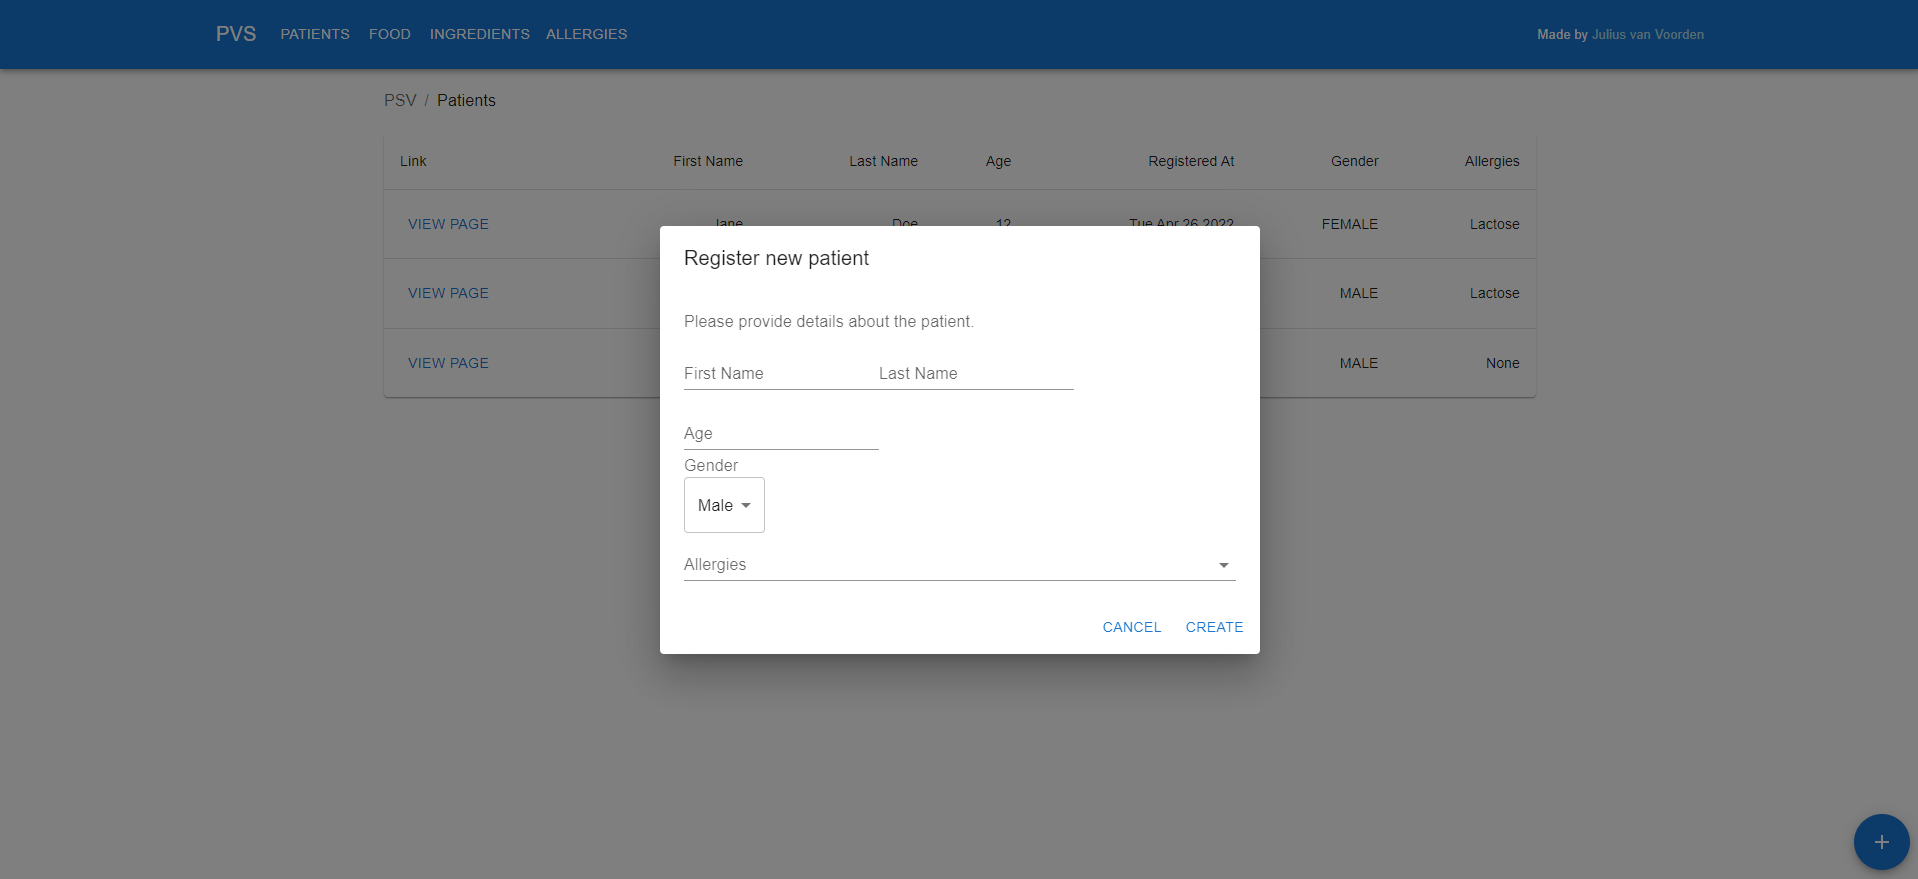 PVS PATIENTS FOOD INGREDIENTS ALLERGIES Made by Julius van Voorden
PSV / Patients
Link First Name Last Name Age Registered At Gender Allergies
VIEW PAGE Jane Doe 12 Tue Apr 26 2022 FEMALE Lactose
VIEW PAGE MALE Lactose
VIEW PAGE MALE None
Register new patient
Please provide details about the patient.
First Name Last Name
Age
Gender
Male
Allergies
CANCEL CREATE
+